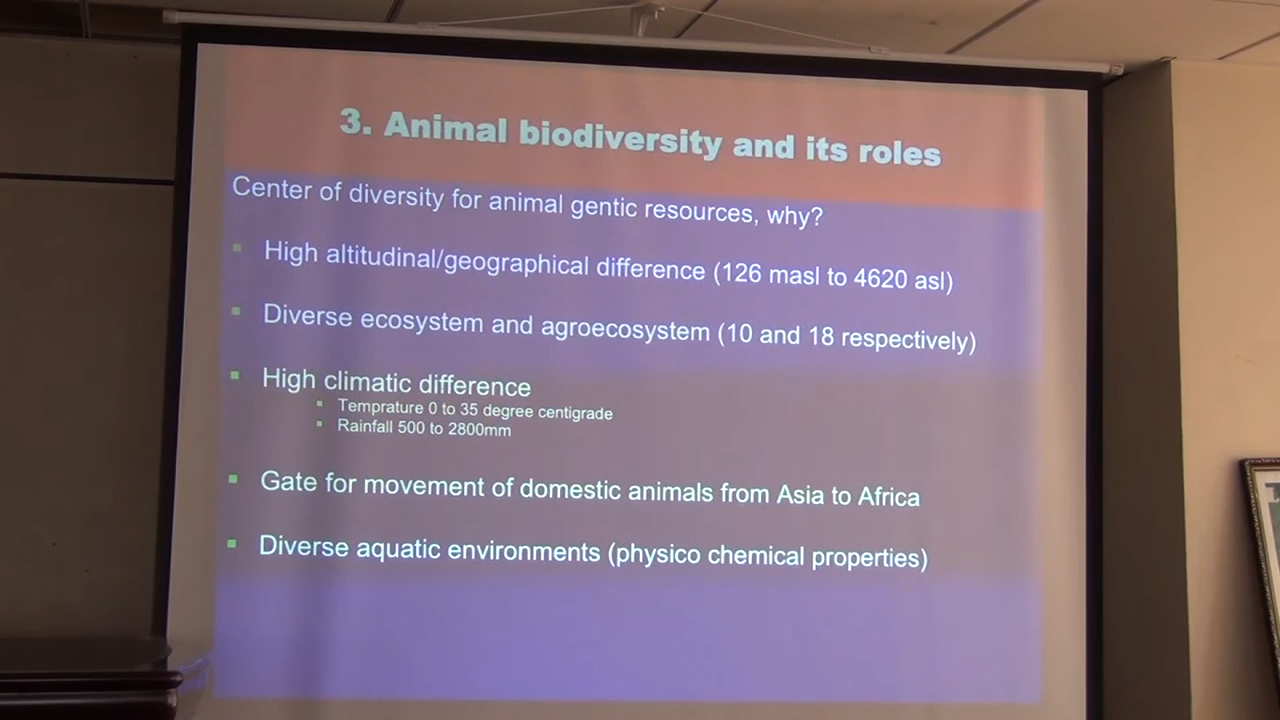 3. Animal biodiversity and its roles
Center of diversity for animal gentic resources, why?
High altitudinal/geographical difference (126 masl to 4620 asl)
Diverse ecosystem and agroecosystem (10 and 18 respectively)
High climatic difference
Temprature 0 to 35 degree centigrade
Rainfall 500 to 2800mm
Gate for movement of domestic animals from Asia to Africa
Diverse aquatic environments (physico chemical properties)